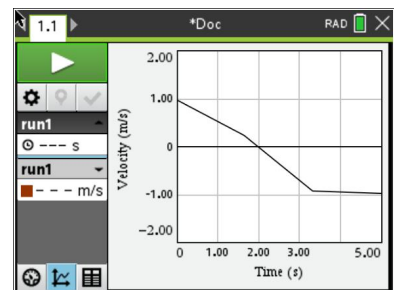 1.1
*Doc
RAD
run1
--- s
run1
--- m/s
2.00
1.00
0
-1.00
-2.00
Velocity (m/s)
0 1.00 2.00 3.00 5.00
Time (s)